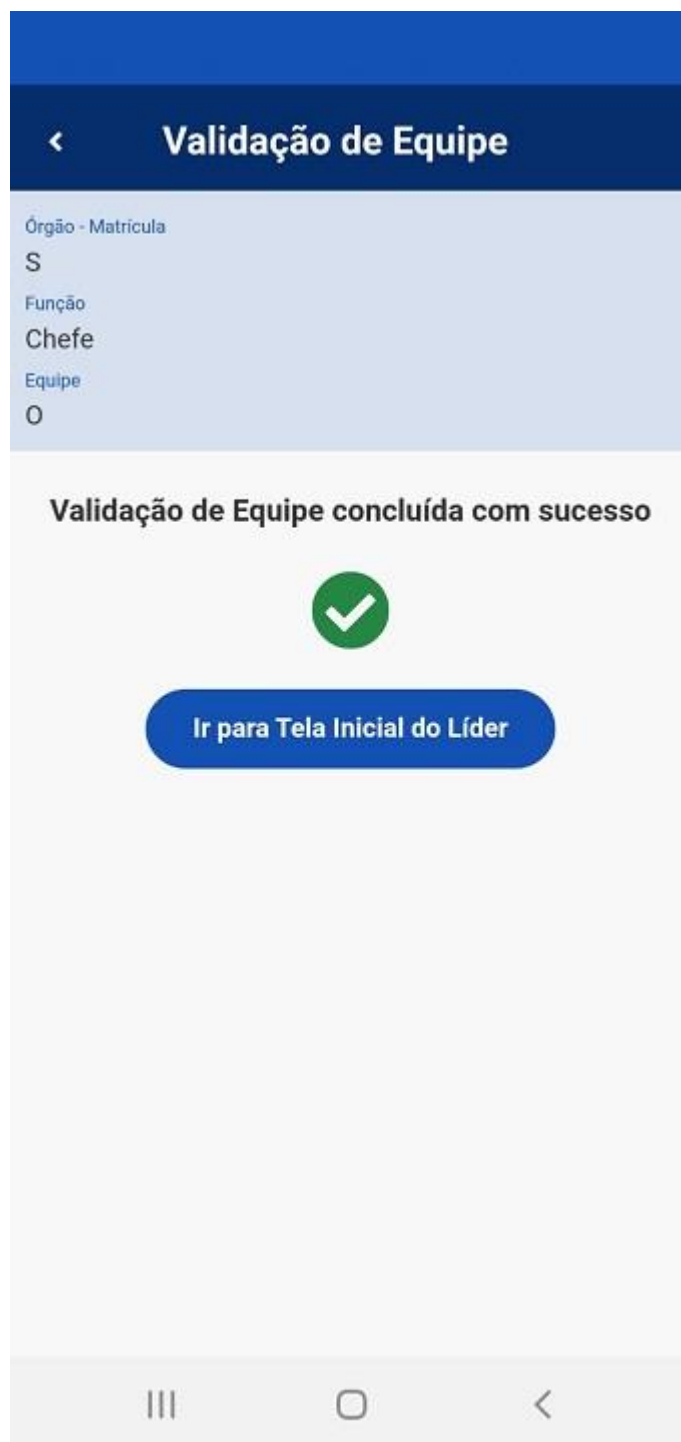 Validação de Equipe
Órgão - Matrícula
S
Função
Chefe
Equipe
O
Validação de Equipe concluída com sucesso
Ir para Tela Inicial do Líder